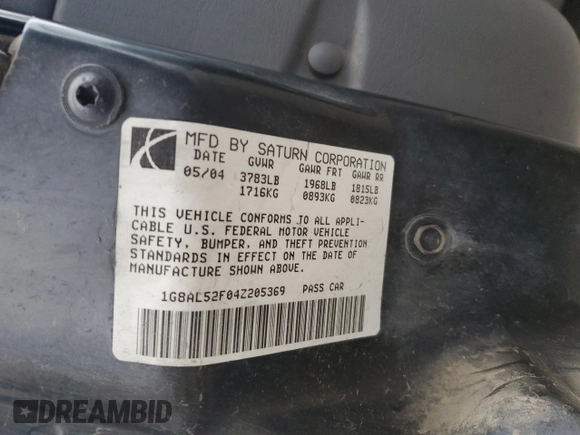 MFD BY SATURN CORPORATION
DATE GVWR GAWR FRT GAWR RR
05/04 3783LB 1968LB 1815LB
1716KG 0893KG 0823KG
THIS VEHICLE CONFORMS TO ALL APPLI-
CABLE U.S. FEDERAL MOTOR VEHICLE
SAFETY, BUMPER, AND THEFT PREVENTION
STANDARDS IN EFFECT ON THE DATE OF
MANUFACTURE SHOWN ABOVE.
1G8AL52F04Z205369 PASS CAR
DREAMBID